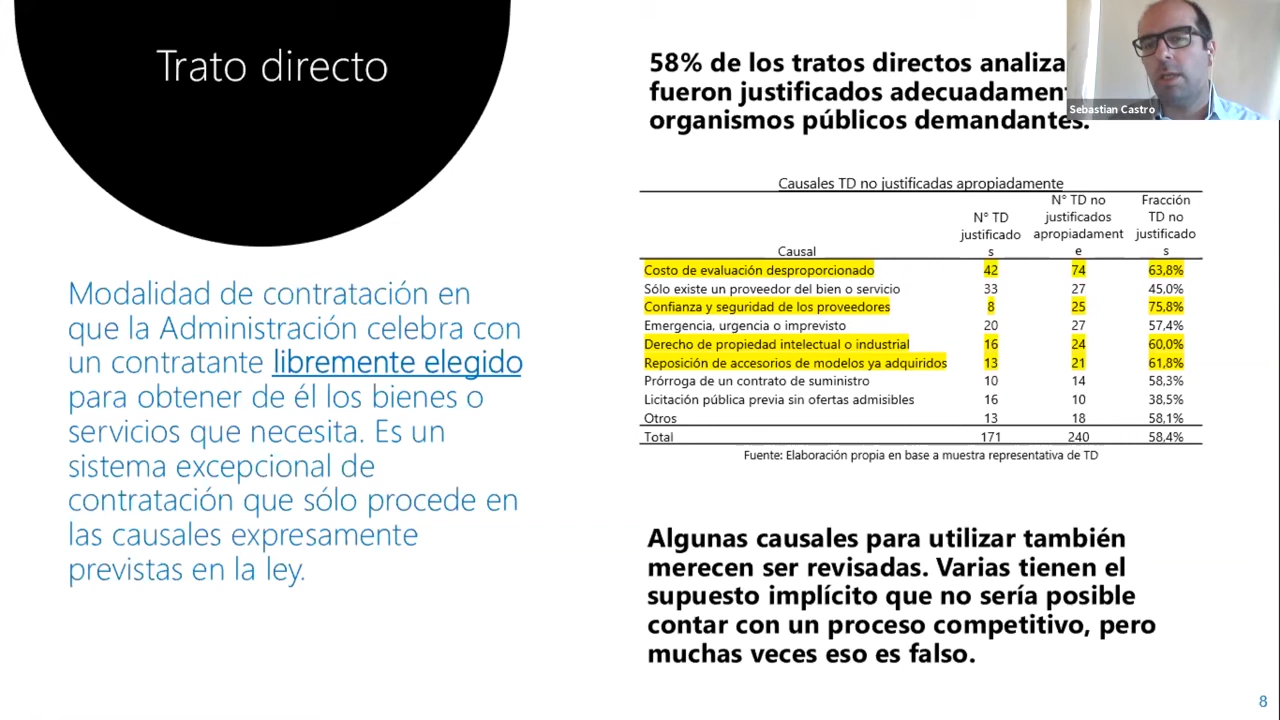 Trato directo
Modalidad de contratación en
que la Administración celebra con
un contratante libremente elegido
para obtener de él los bienes o
servicios que necesita. Es un
sistema excepcional de
contratación que sólo procede en
las causales expresamente
previstas en la ley.
58% de los tratos directos
fueron justificados
organismos públicos demandantes.
Sebastian Castro
Causales TD no justificadas apropiadamente
Causal
N° TD
justificado
s
N° TD no
justificados
apropiadament
e
Fracción
TD no
justificado
s
Costo de evaluación desproporcionado 42 74 63,8%
Sólo existe un proveedor del bien o servicio 33 27 45,0%
Confianza y seguridad de los proveedores 8 25 75,8%
Emergencia, urgencia o imprevisto 20 27 57,4%
Derecho de propiedad intelectual o industrial 16 24 60,0%
Reposición de accesorios de modelos ya adquiridos 13 21 61,8%
Prórroga de un contrato de suministro 10 14 58,3%
Licitación pública previa sin ofertas admisibles 16 10 38,5%
Otros 13 18 58,1%
Total 171 240 58,4%
Fuente: Elaboración propia en base a muestra representativa de TD
Algunas causales para utilizar también
merecen ser revisadas. Varias tienen el
supuesto implícito que no sería posible
contar con un proceso competitivo, pero
muchas veces eso es falso.
8